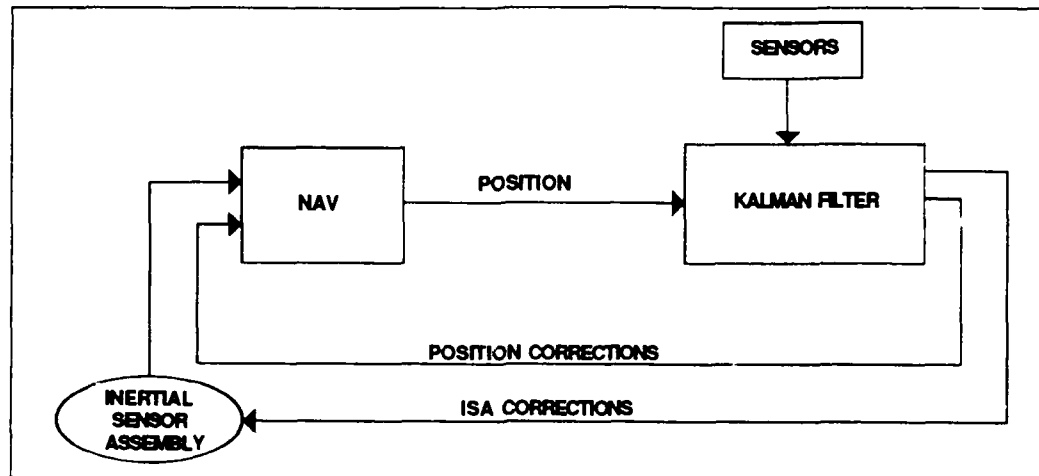 SENSORS
NAV
POSITION
KALMAN FILTER
POSITION CORRECTIONS
INERTIAL
SENSOR
ASSEMBLY
ISA CORRECTIONS